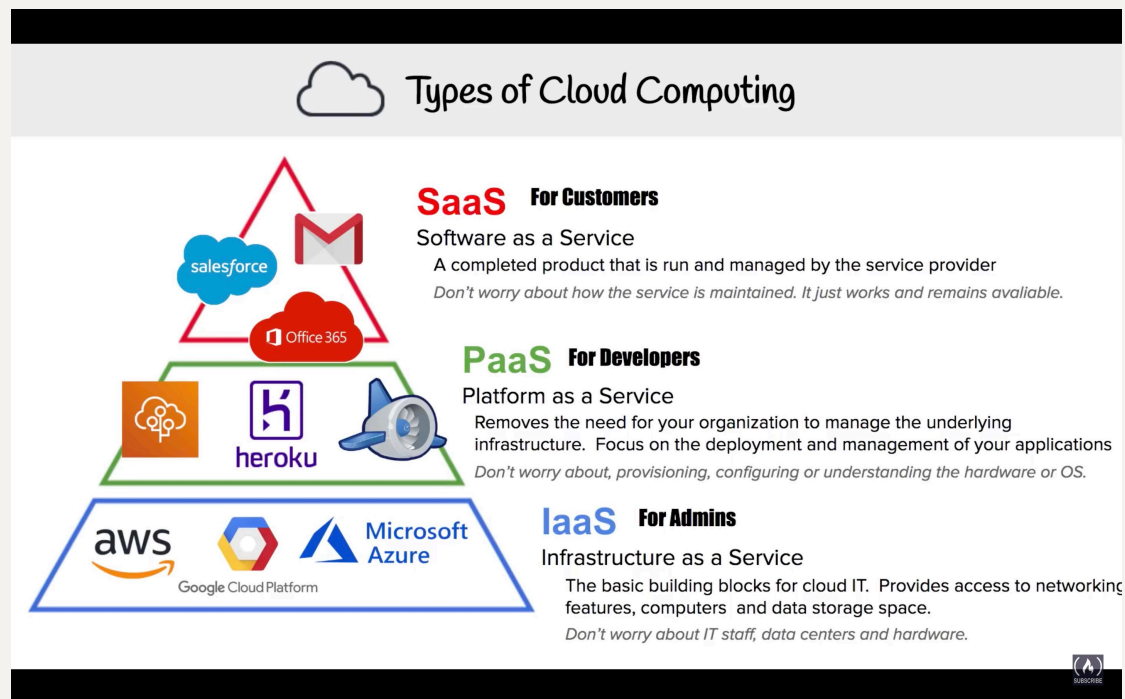 Types of Cloud Computing
SaaS For Customers
Software as a Service
A completed product that is run and managed by the service provider
Don't worry about how the service is maintained. It just works and remains avaliable.
salesforce
Office 365
PaaS For Developers
Platform as a Service
Removes the need for your organization to manage the underlying
infrastructure. Focus on the deployment and management of your applications
Don't worry about, provisioning, configuring or understanding the hardware or OS.
heroku
IaaS For Admins
Infrastructure as a Service
The basic building blocks for cloud IT. Provides access to networking
features, computers and data storage space.
Don't worry about IT staff, data centers and hardware.
aws
Google Cloud Platform
Microsoft
Azure
SUBSCRIBE